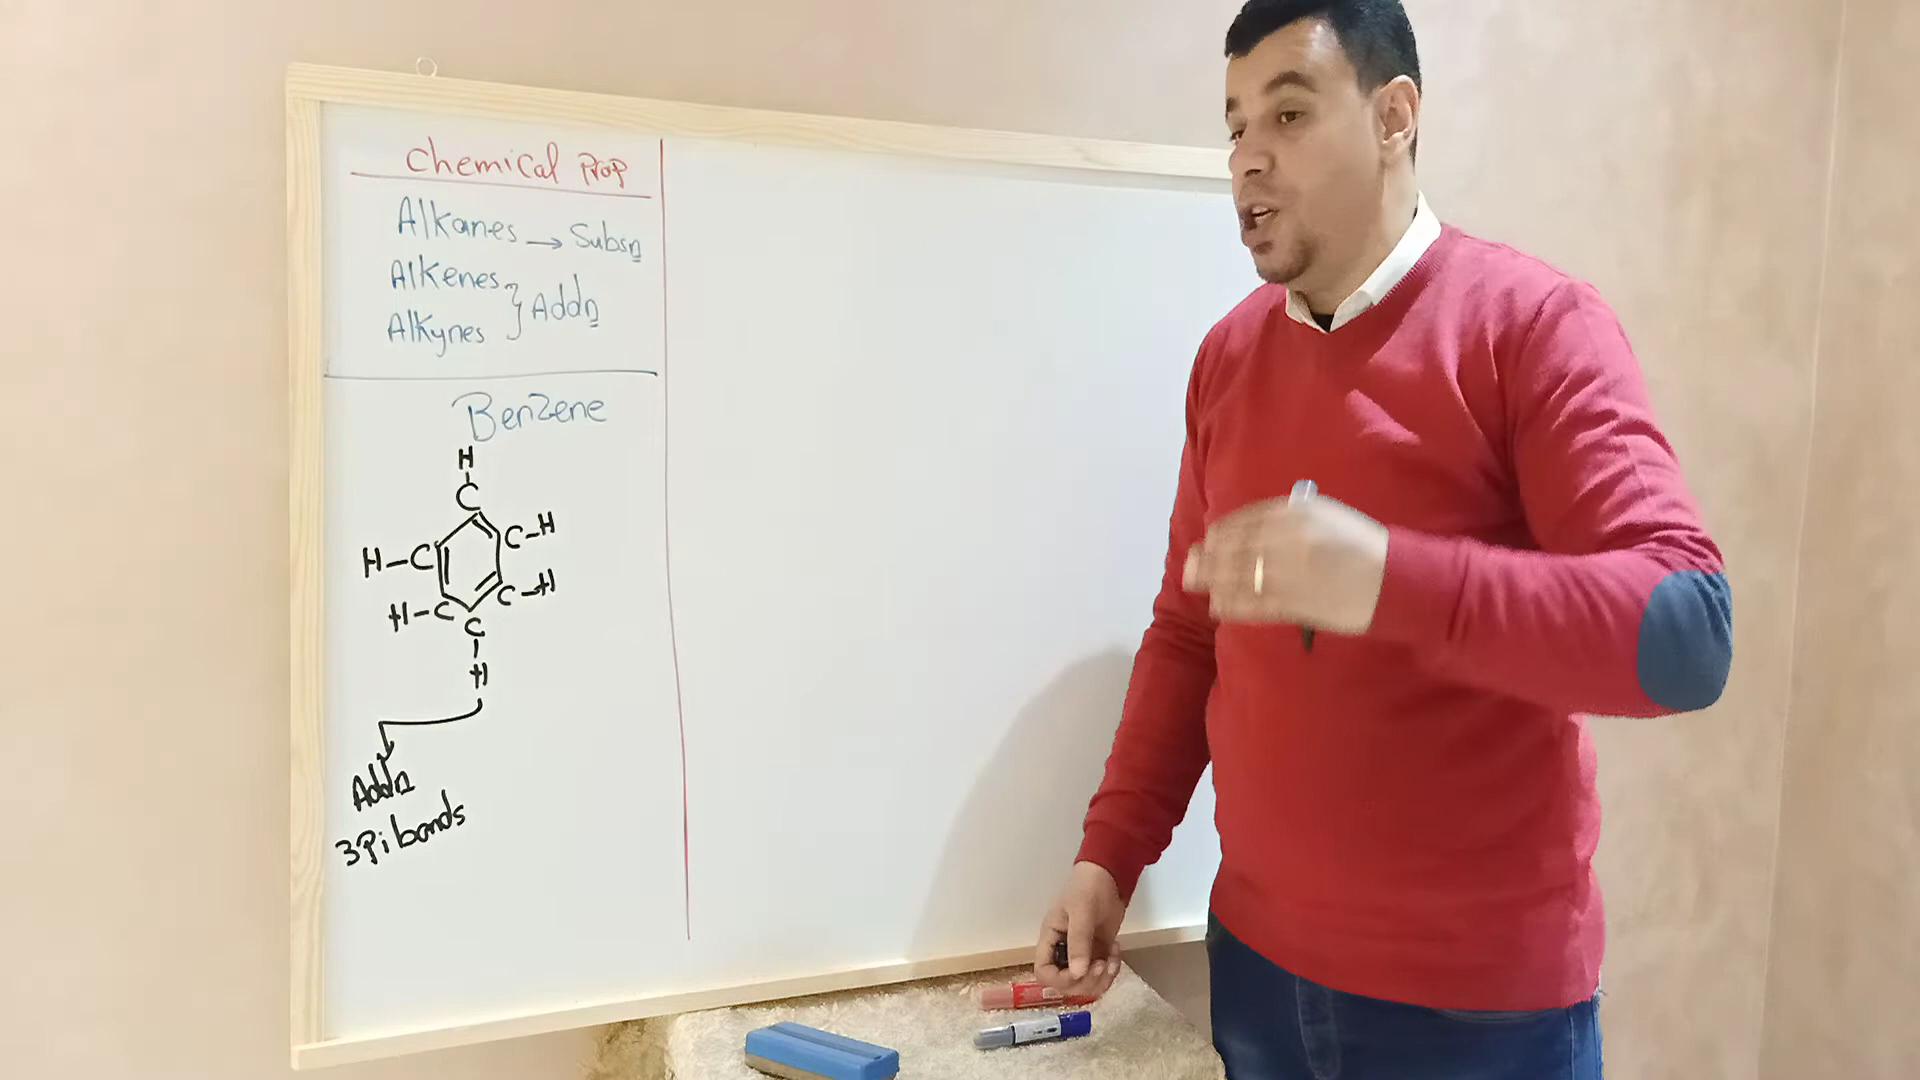 Chemical Prop
Alkanes → Subsn
Alkenes
Alkynes } Addn
Benzene
H
C
C-H
H-C
C-H
H-C
C
H
Addn
3 Pi bonds